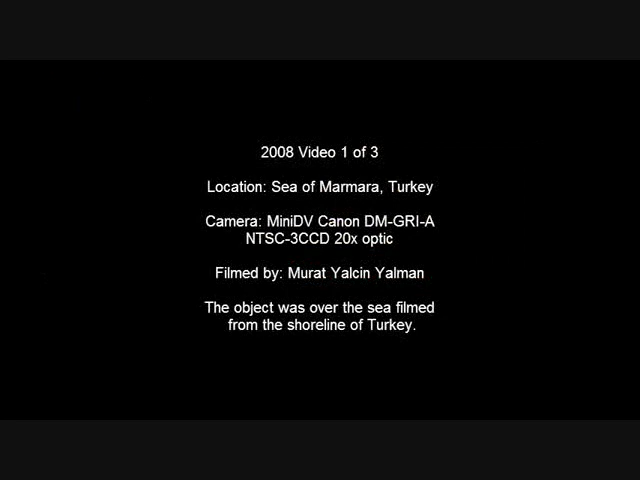 2008 Video 1 of 3
Location: Sea of Marmara, Turkey
Camera: MiniDV Canon DM-GRI-A
NTSC-3CCD 20x optic
Filmed by: Murat Yalcin Yalman
The object was over the sea filmed
from the shoreline of Turkey.